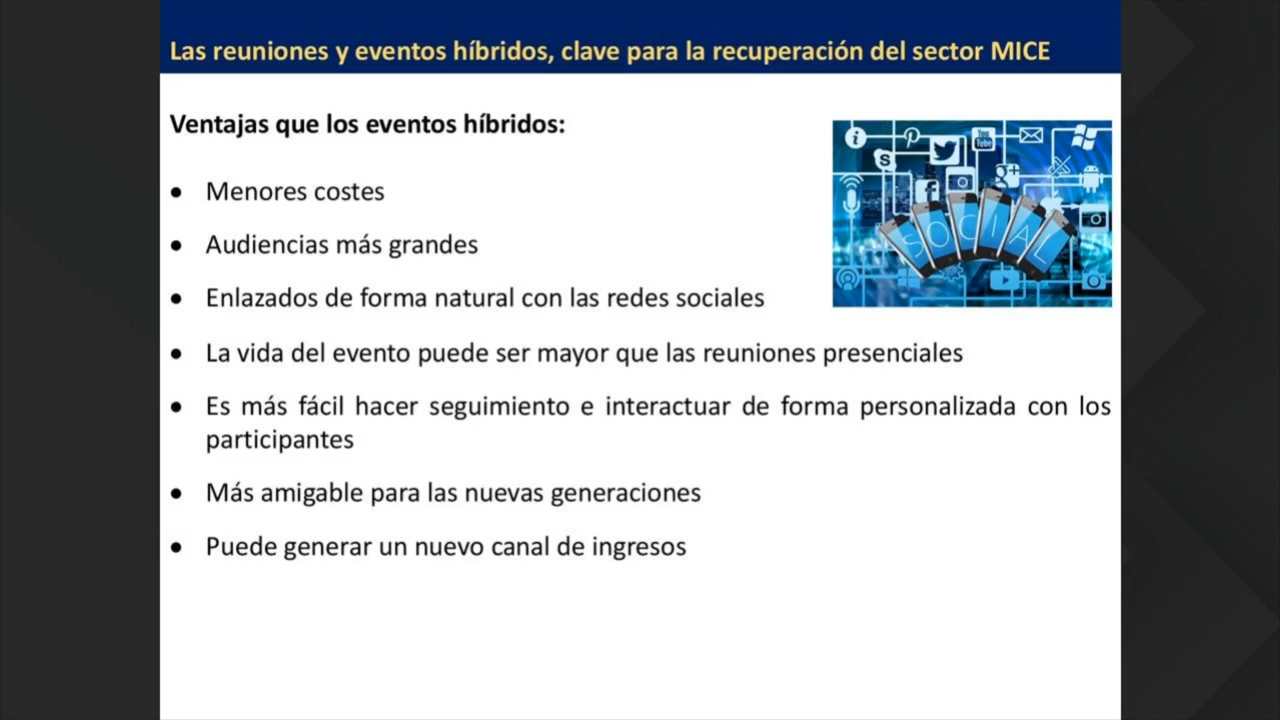 Las reuniones y eventos híbridos, clave para la recuperación del sector MICE
Ventajas que los eventos híbridos:
• Menores costes
• Audiencias más grandes
• Enlazados de forma natural con las redes sociales
• La vida del evento puede ser mayor que las reuniones presenciales
• Es más fácil hacer seguimiento e interactuar de forma personalizada con los
participantes
• Más amigable para las nuevas generaciones
• Puede generar un nuevo canal de ingresos
You Tube
SOCIAL